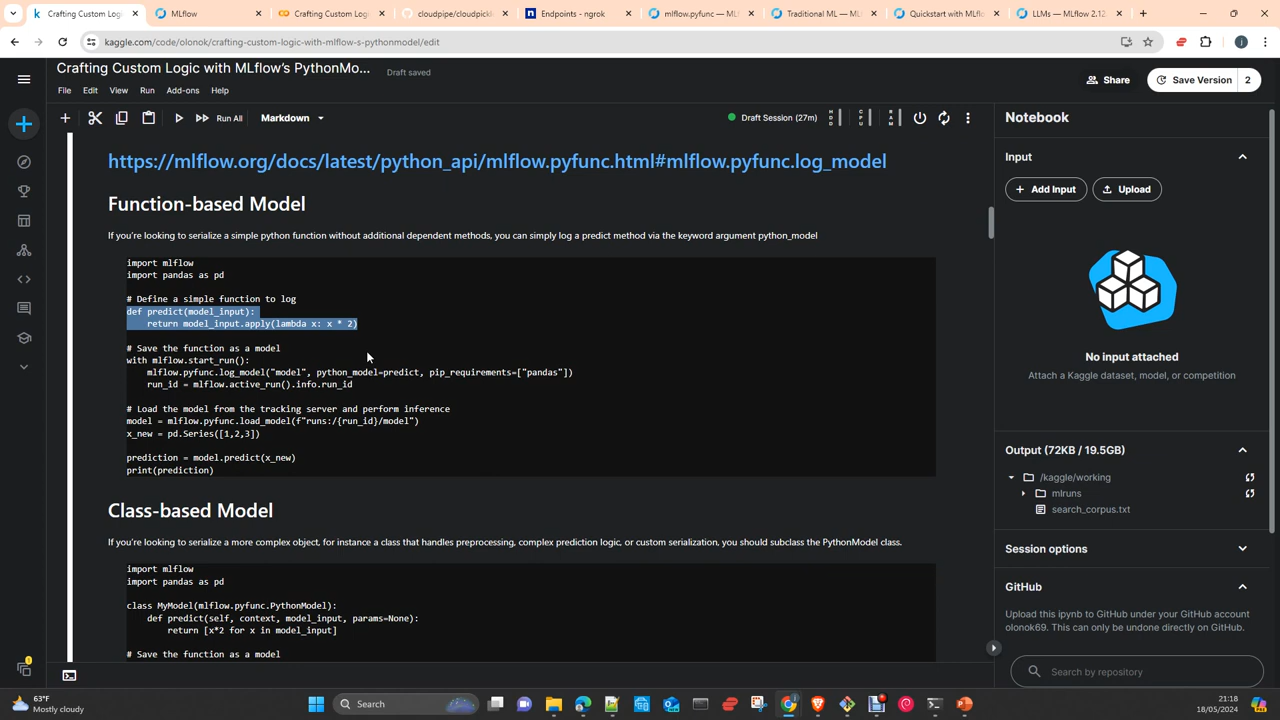 Crafting Custom Logic
MLflow
Crafting Custom Logi
cloudpipe/cloudpickl
Endpoints - ngrok
mlflow.pyfunc — ML
Traditional ML — ML
Quickstart with MLfl
LLMs — MLflow 2.12
kaggle.com/code/olonok/crafting-custom-logic-with-mlflow-s-pythonmodel/edit
Crafting Custom Logic with MLflow’s PythonMo...
Draft saved
Share
Save Version
2
File Edit View Run Add-ons Help
Run All
Markdown
Draft Session (27m)
HDD
CPU
RAM
https://mlflow.org/docs/latest/python_api/mlflow.pyfunc.html#mlflow.pyfunc.log_model
Function-based Model
If you're looking to serialize a simple python function without additional dependent methods, you can simply log a predict method via the keyword argument python_model
import mlflow
import pandas as pd
# Define a simple function to log
def predict(model_input):
return model_input.apply(lambda x: x * 2)
# Save the function as a model
with mlflow.start_run():
mlflow.pyfunc.log_model("model", python_model=predict, pip_requirements=["pandas"])
run_id = mlflow.active_run().info.run_id
# Load the model from the tracking server and perform inference
model = mlflow.pyfunc.load_model(f"runs:/{run_id}/model")
x_new = pd.Series([1,2,3])
prediction = model.predict(x_new)
print(prediction)
Class-based Model
If you're looking to serialize a more complex object, for instance a class that handles preprocessing, complex prediction logic, or custom serialization, you should subclass the PythonModel class.
import mlflow
import pandas as pd
class MyModel(mlflow.pyfunc.PythonModel):
def predict(self, context, model_input, params=None):
return [x*2 for x in model_input]
# Save the function as a model
Notebook
Input
Add Input
Upload
No input attached
Attach a Kaggle dataset, model, or competition
Output (72KB / 19.5GB)
/kaggle/working
mlruns
search_corpus.txt
Session options
GitHub
Upload this ipynb to GitHub under your GitHub account
olonok69. This can only be undone directly on GitHub.
Search by repository
1
63°F
Mostly cloudy
Search
21:18
18/05/2024